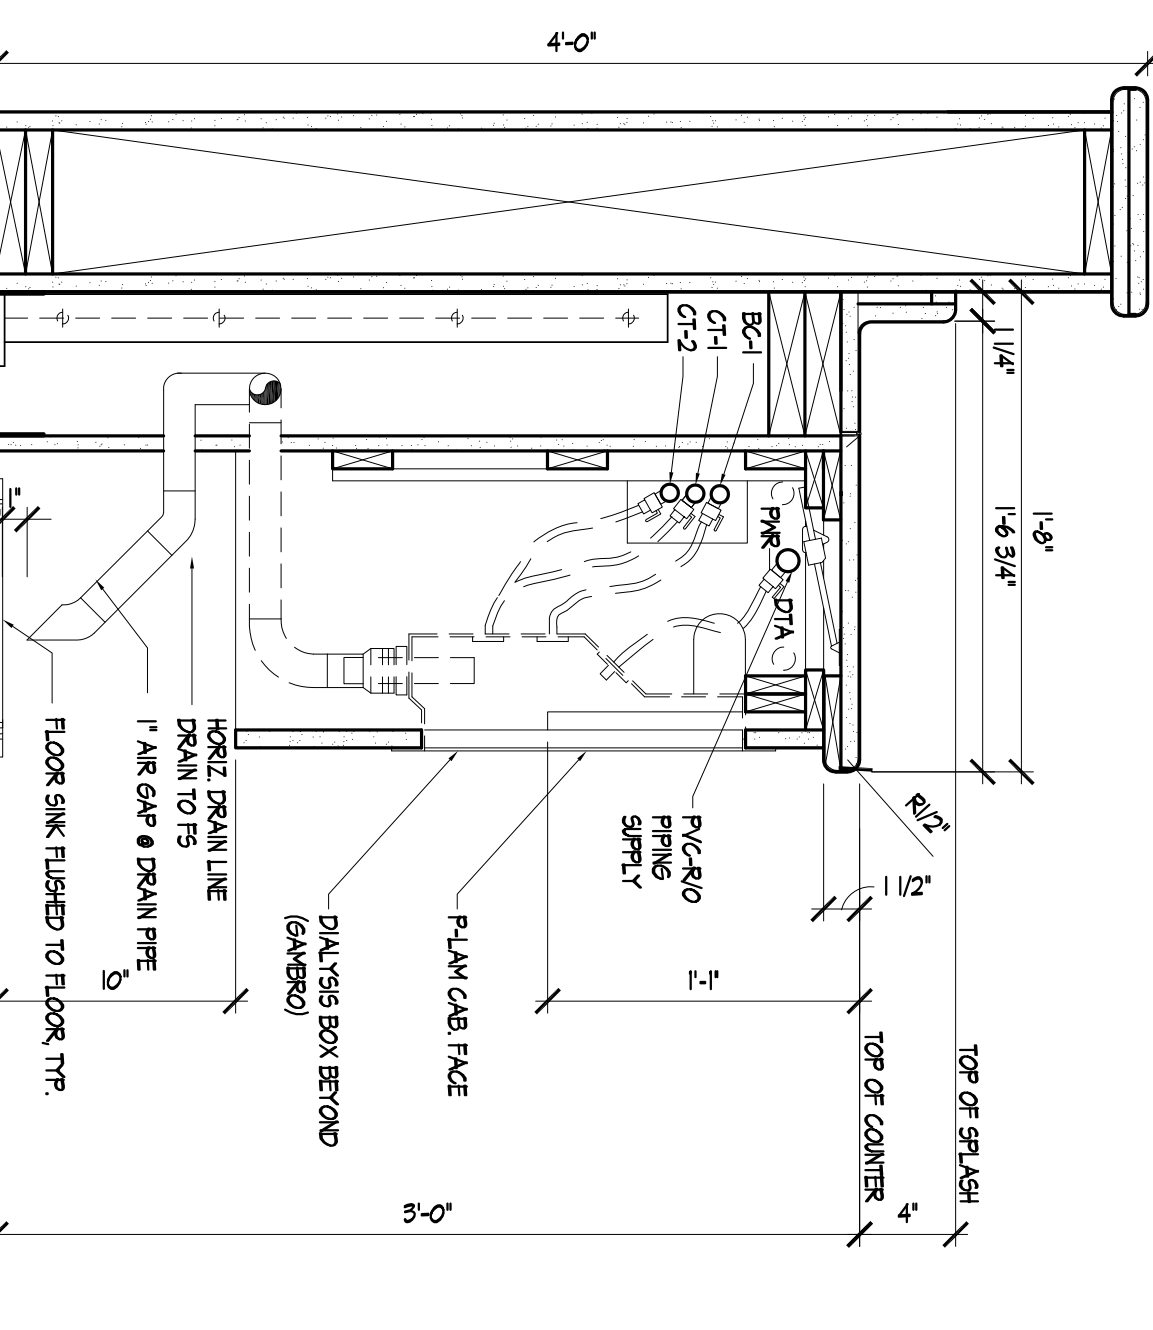 4'-0"
1 1/4"
1'-6 3/4"
1'-8"
BC-1
CT-1
CT-2
PWR
DTA
1"
R1/2"
1 1/2"
PVC-R/O
PIPING
SUPPLY
HORIZ. DRAIN LINE
DRAIN TO FS
1" AIR GAP @ DRAIN PIPE
FLOOR SINK FLUSHED TO FLOOR, TYP.
P-LAM CAB. FACE
DIALYSIS BOX BEYOND
(GAMBRO)
10"
1'-1"
TOP OF SPLASH
TOP OF COUNTER
3'-0"
4"